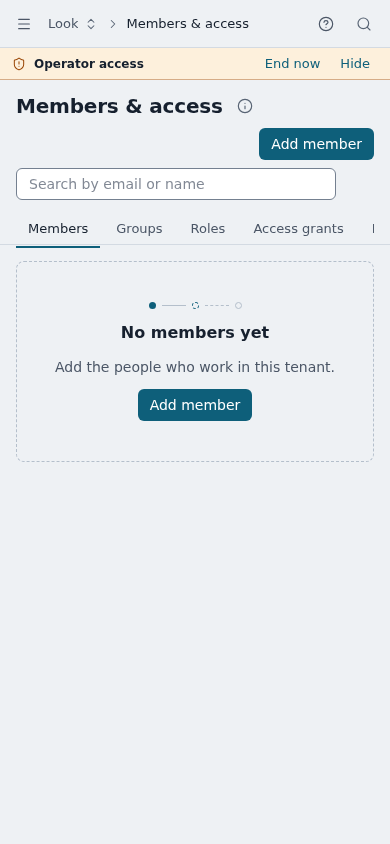 Look Members & access
Operator access End now Hide
Members & access
Add member
Search by email or name
Members Groups Roles Access grants
No members yet
Add the people who work in this tenant.
Add member